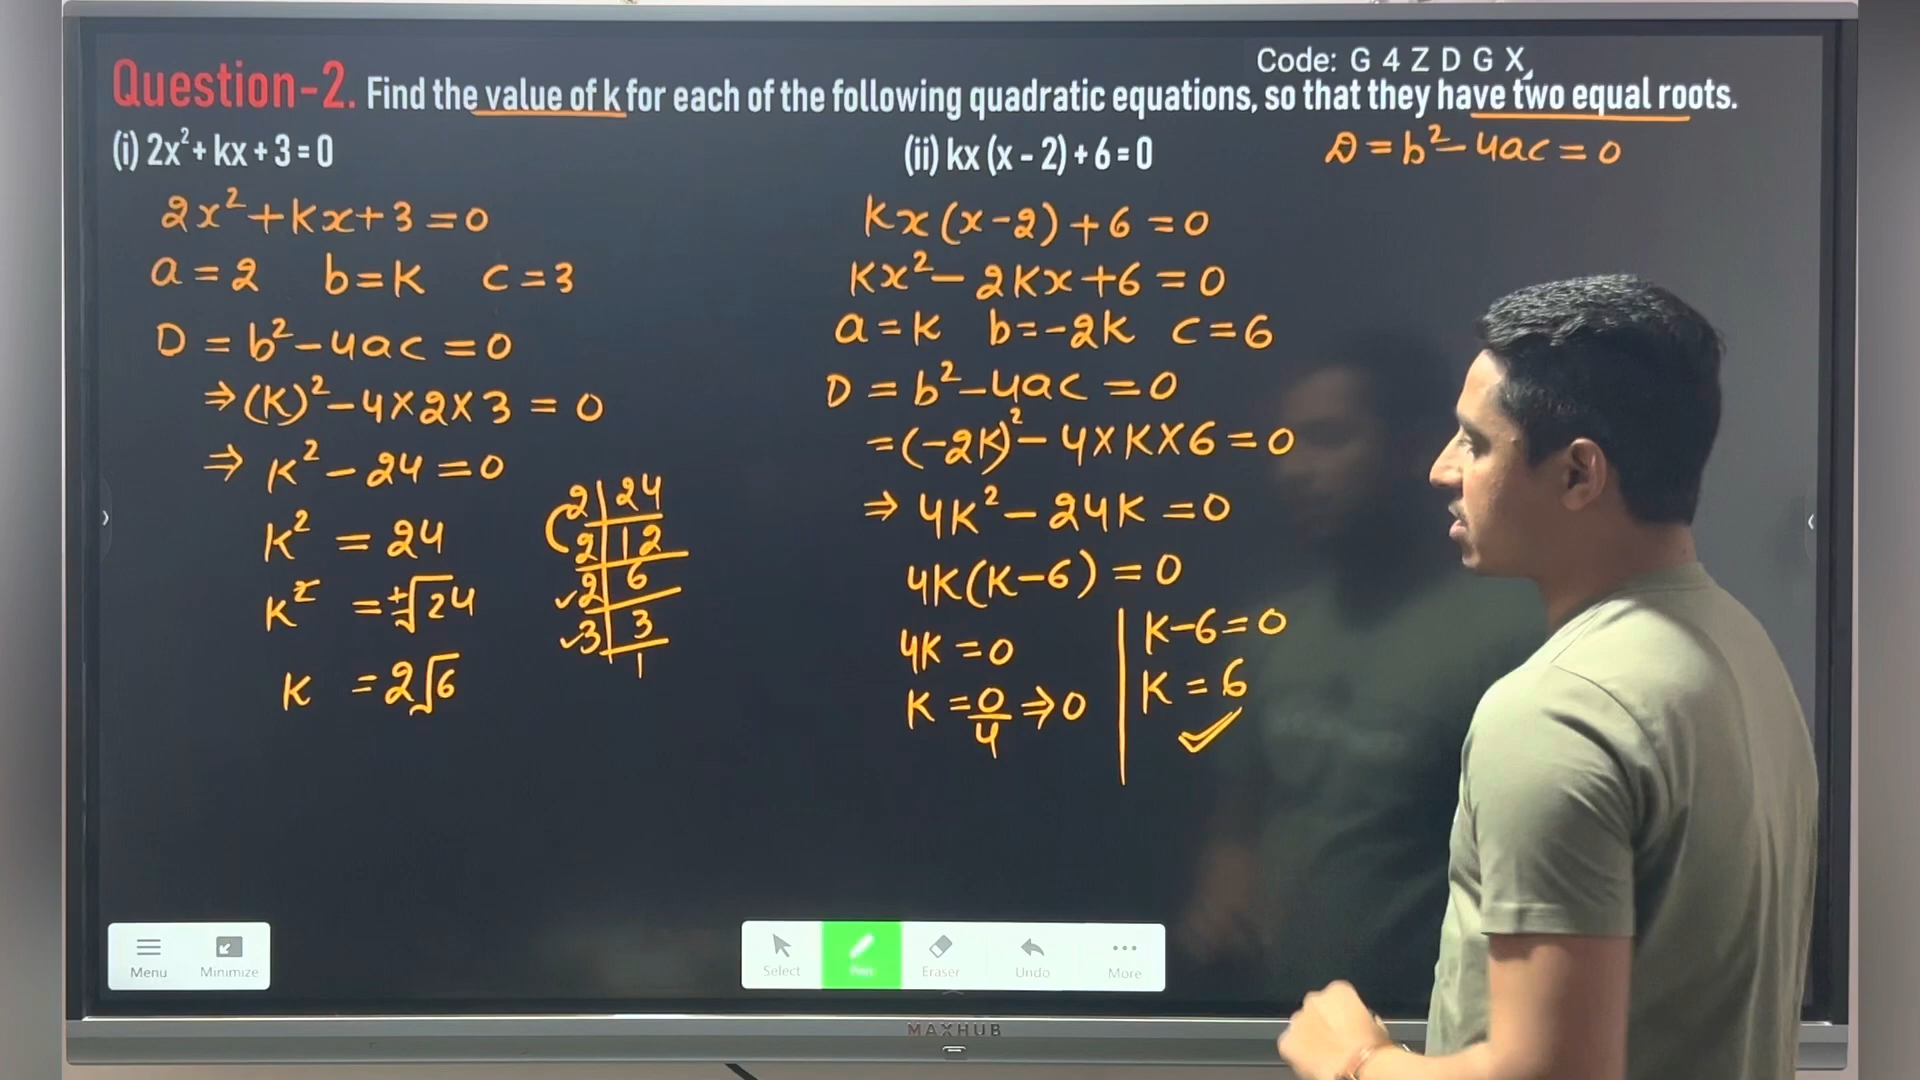 Code: G 4 Z D G X
Question-2. Find the value of k for each of the following quadratic equations, so that they have two equal roots.
(i) 2x² + kx + 3 = 0
2x² + kx + 3 = 0
a = 2 b = k c = 3
D = b² - 4ac = 0
⇒ (k)² - 4 × 2 × 3 = 0
⇒ k² - 24 = 0
k² = 24
k² = ±√24
k = 2√6
2 | 24
2 | 12
2 | 6
3 | 3
1
(ii) kx (x - 2) + 6 = 0
D = b² - 4ac = 0
kx(x-2) + 6 = 0
kx² - 2kx + 6 = 0
a = k b = -2k c = 6
D = b² - 4ac = 0
= (-2k)² - 4 × k × 6 = 0
⇒ 4k² - 24k = 0
4k(k-6) = 0
4k = 0
k = 0/4 ⇒ 0
k - 6 = 0
k = 6 ✓
Menu Minimize
Select Pen Eraser Undo More
MAXHUB